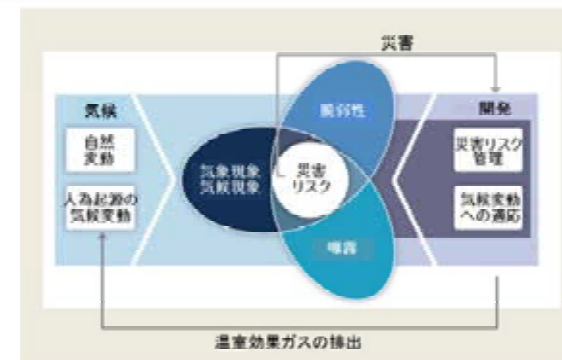 災害
気候
自然
変動
人為起源の
気候変動
気象現象
気候現象
脆弱性
災害
リスク
曝露
開発
災害リスク
管理
気候変動
への適応
温室効果ガスの排出